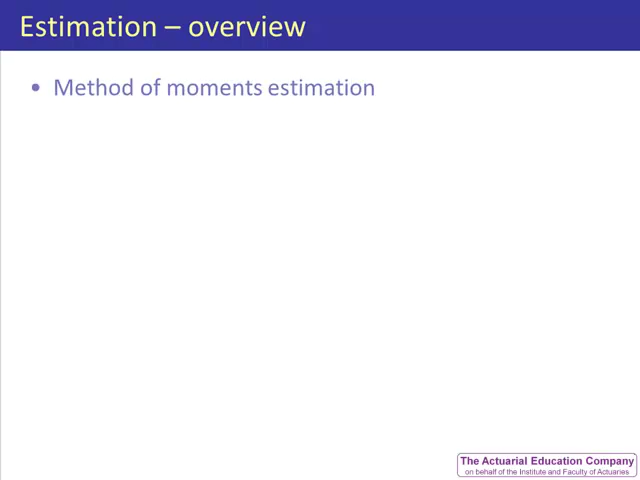 Estimation – overview
• Method of moments estimation
The Actuarial Education Company
on behalf of the Institute and Faculty of Actuaries